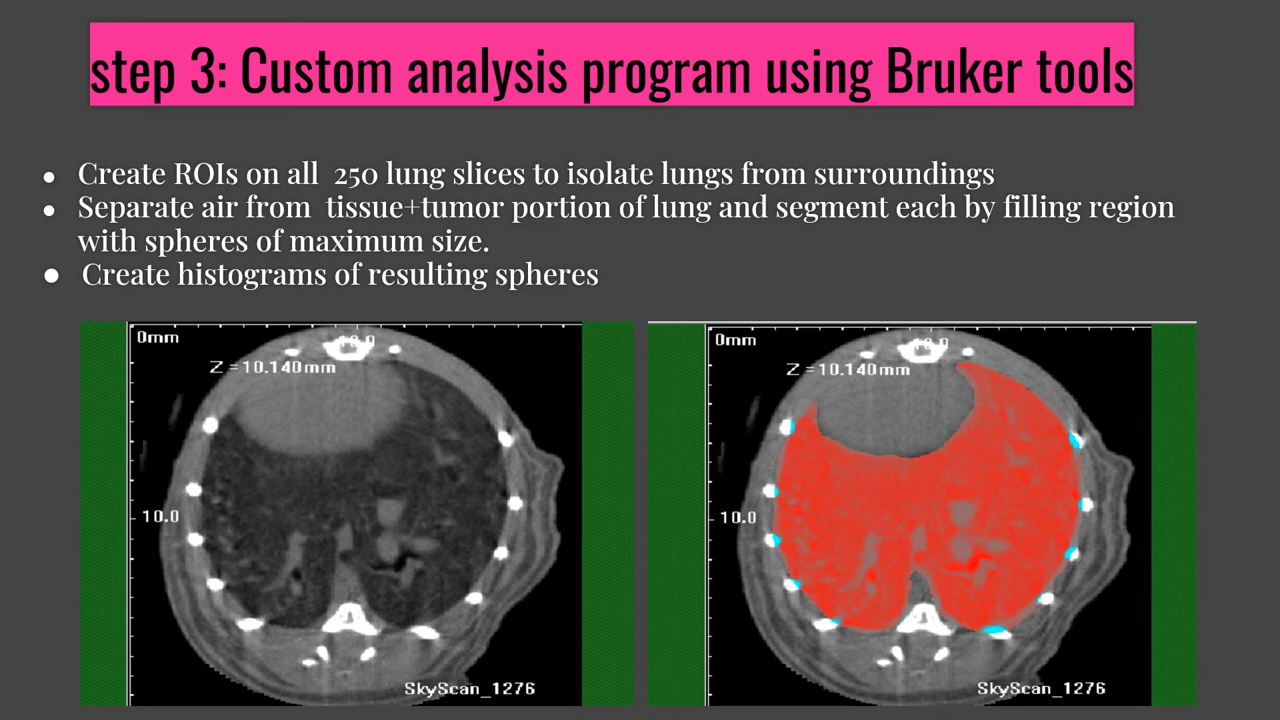 step 3: Custom analysis program using Bruker tools
● Create ROIs on all  250 lung slices to isolate lungs from surroundings
● Separate air from  tissue+tumor portion of lung and segment each by filling region
with spheres of maximum size.
● Create histograms of resulting spheres
0mm
Z =10.140mm
10.0
SkyScan_1276
0mm
Z =10.140mm
10.0
SkyScan_1276